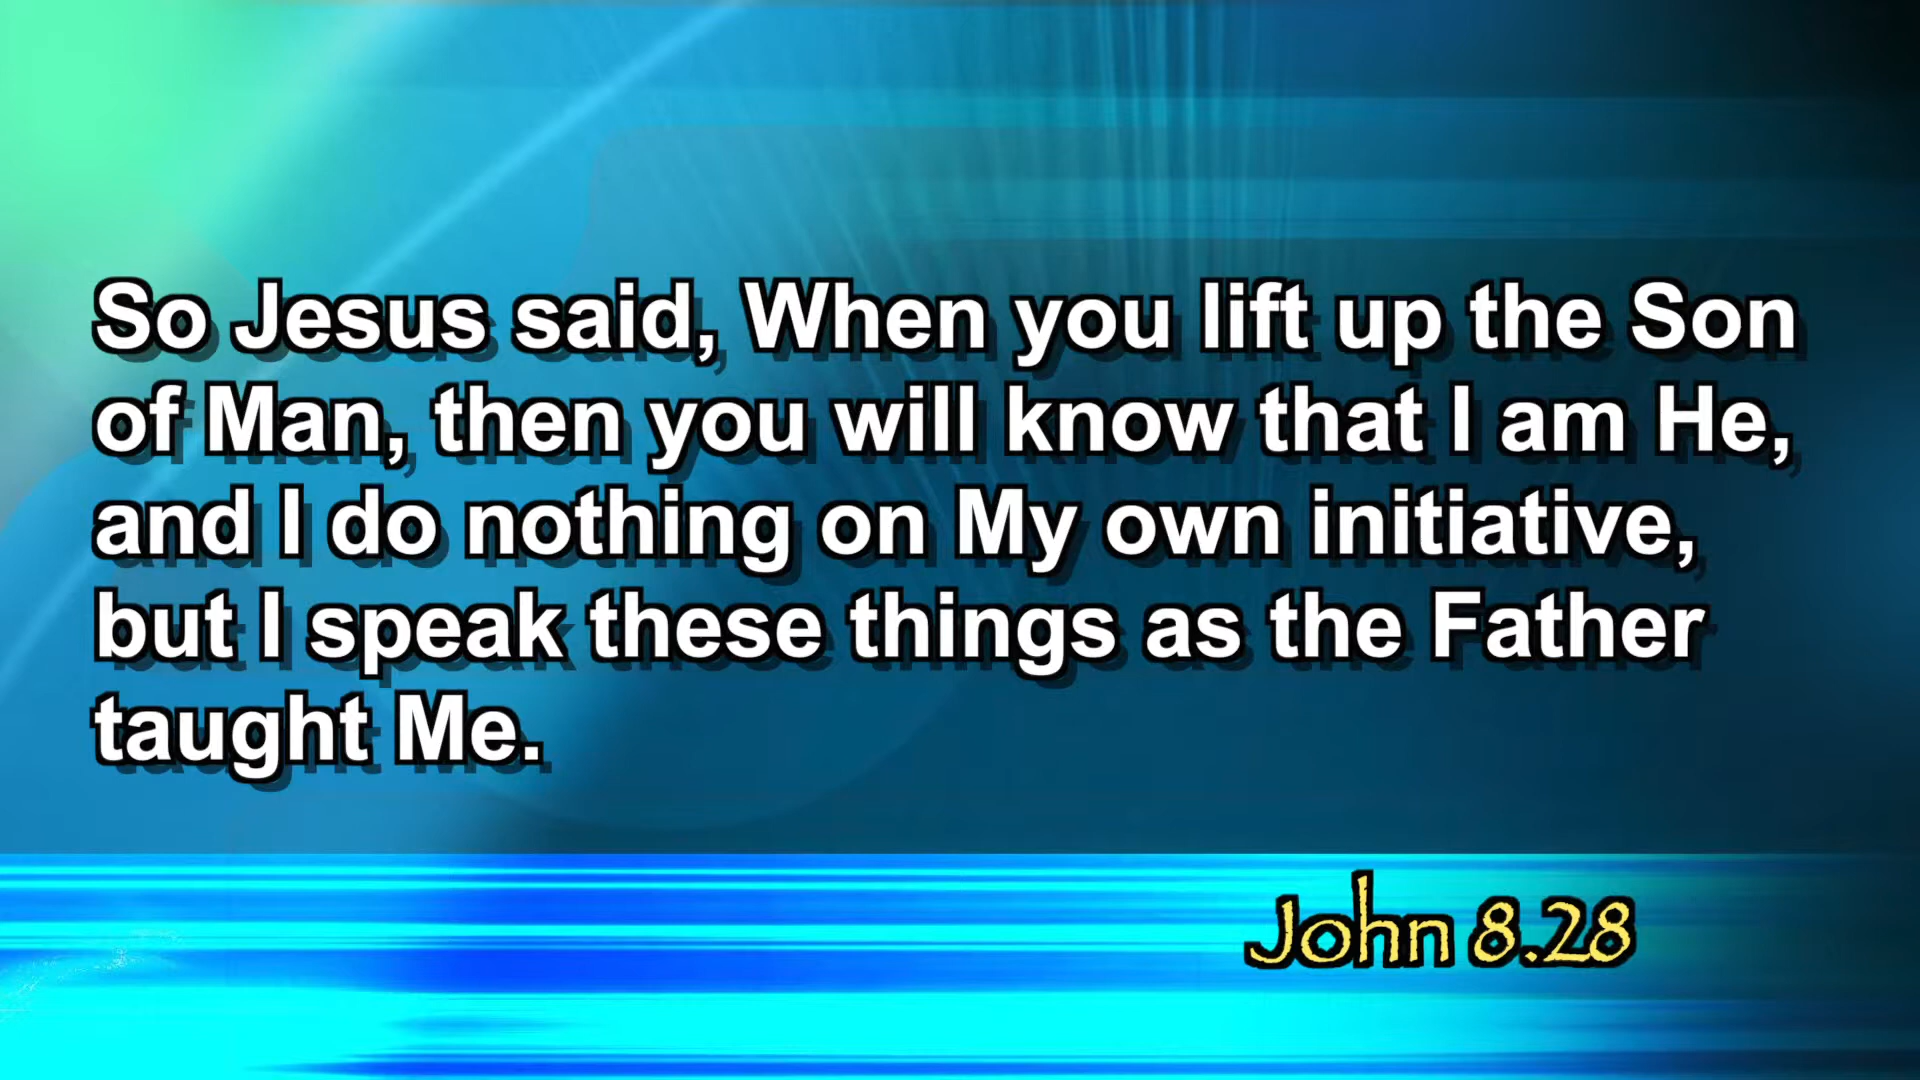 So Jesus said, When you lift up the Son
of Man, then you will know that I am He,
and I do nothing on My own initiative,
but I speak these things as the Father
taught Me.
John 8.28